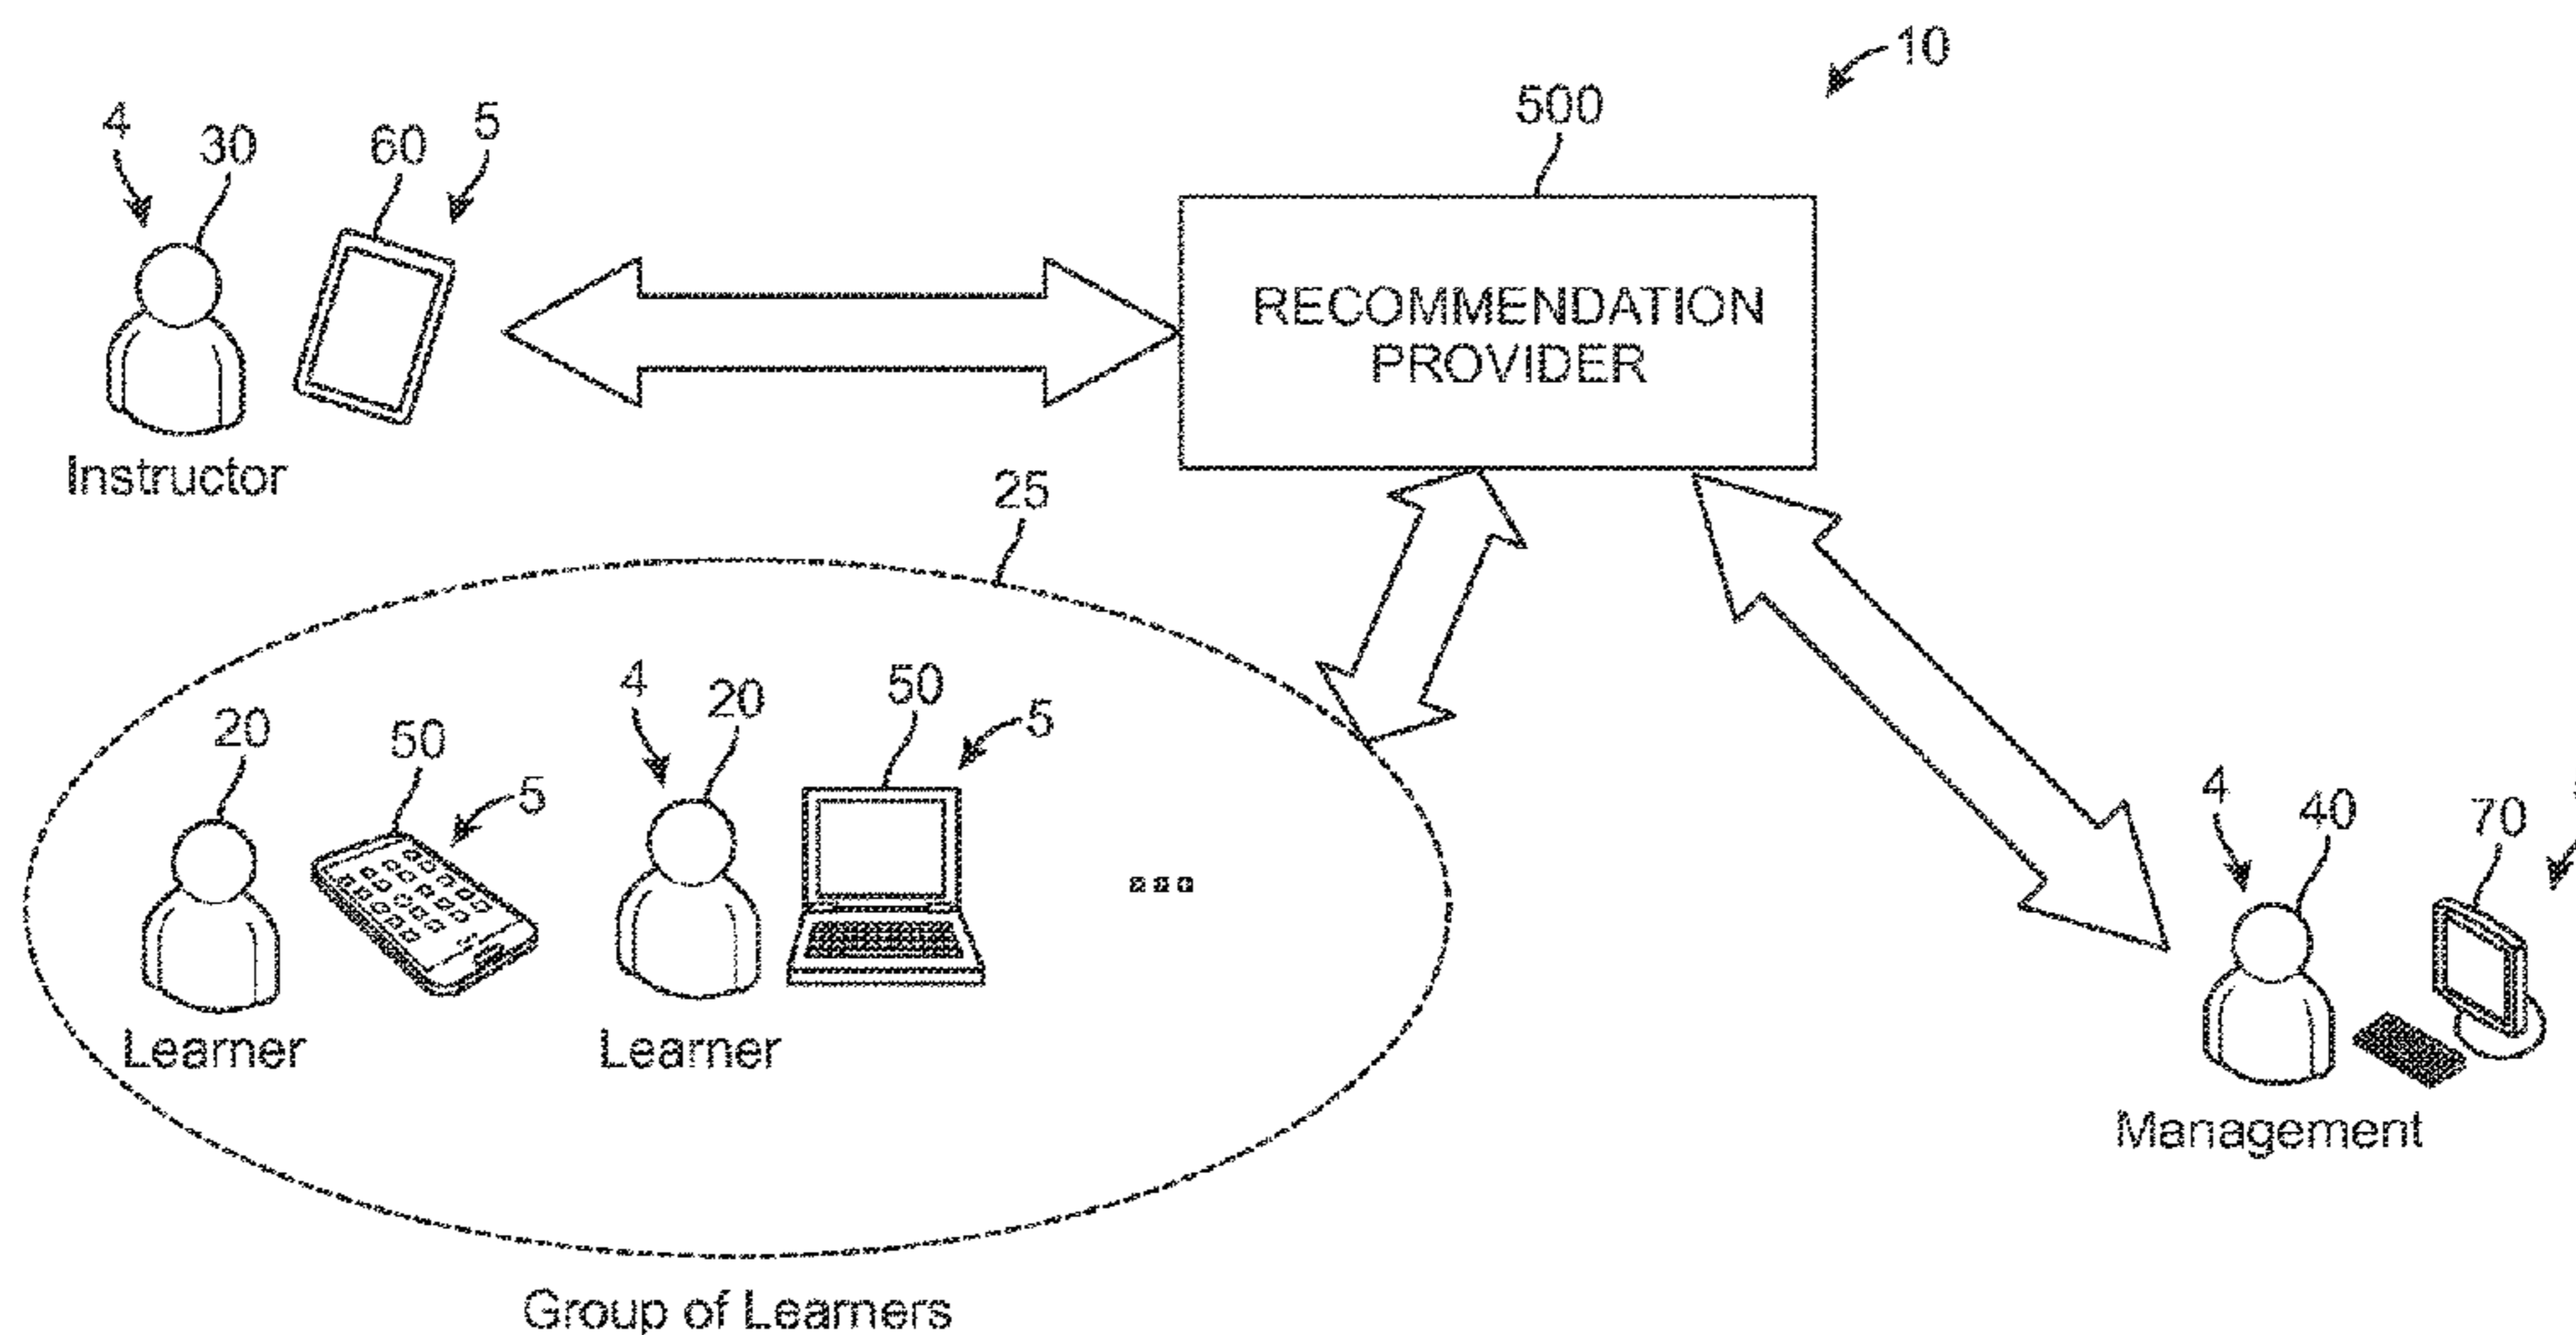 10
500
4 30 60 5
RECOMMENDATION
PROVIDER
Instructor
25
4 20 50 5
20 50 5
4 40 70
Learner Learner
Management
Group of Learners